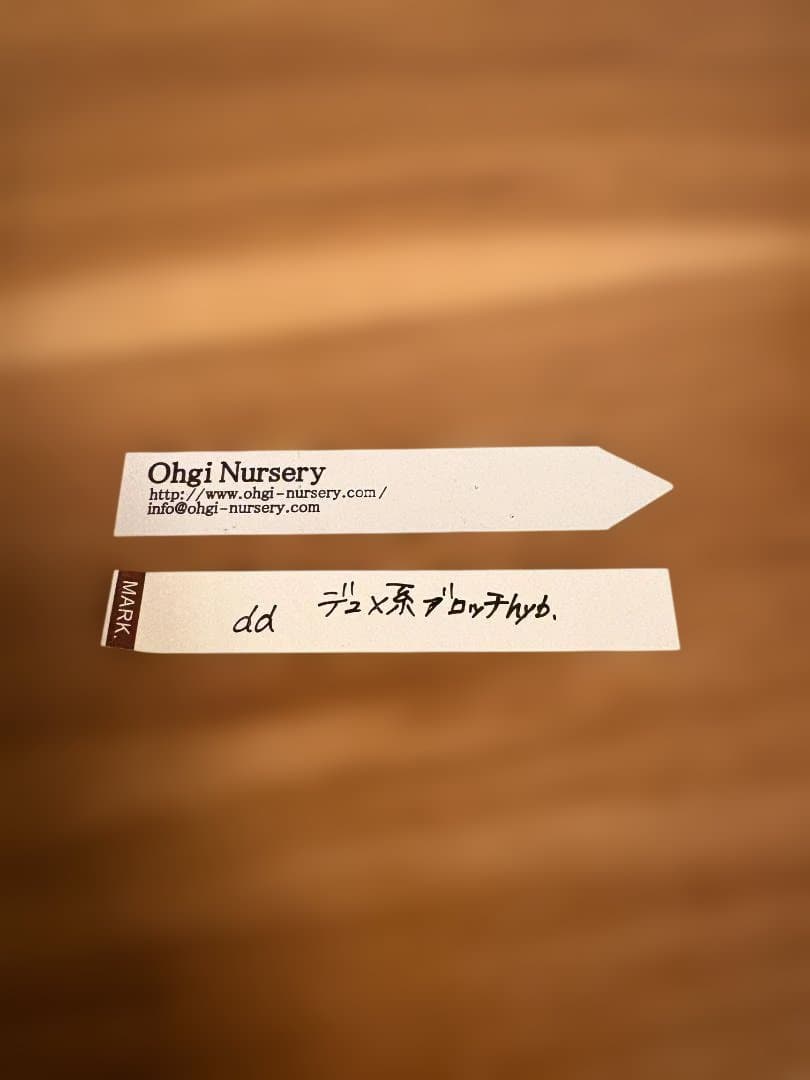 Ohgi Nursery
http://www.ohgi-nursery.com/
info@ohgi-nursery.com
MARK.
dd デュメ系ブロッチhyb.